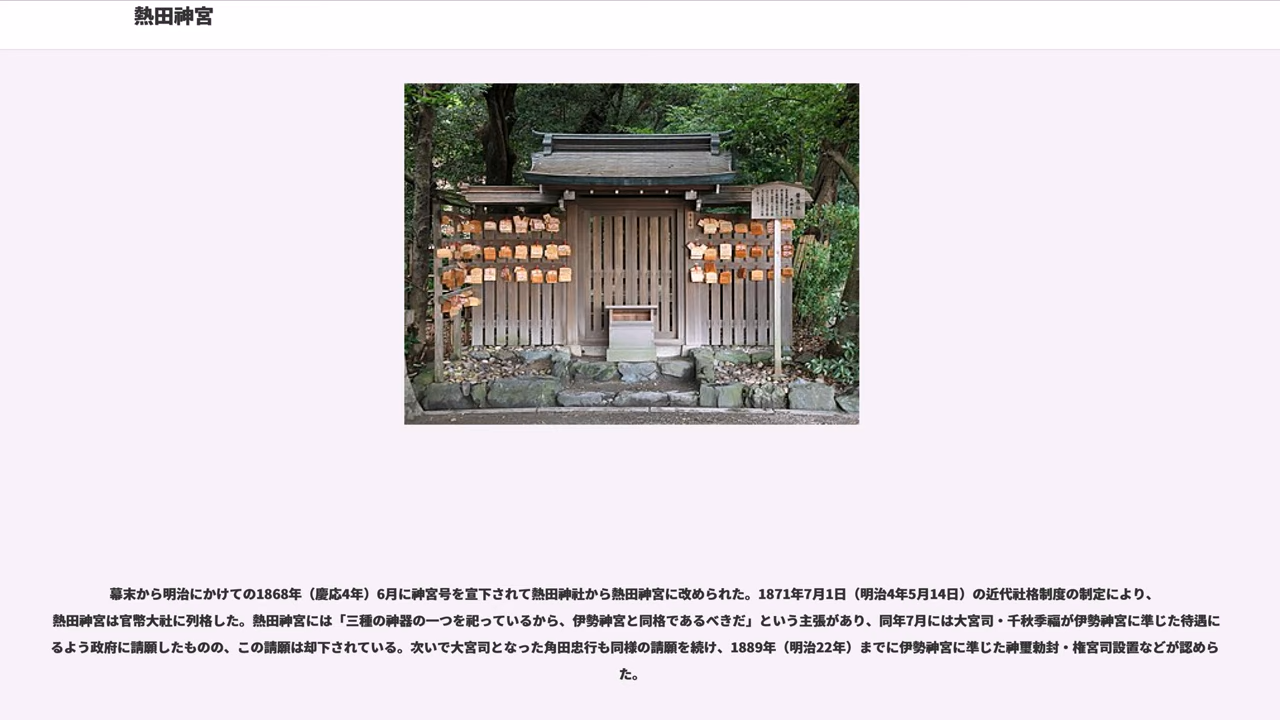 熱田神宮
幕末から明治にかけての1868年（慶応4年）6月に神宮号を宣下されて熱田神社から熱田神宮に改められた。1871年7月1日（明治4年5月14日）の近代社格制度の制定により、
熱田神宮は官幣大社に列格した。熱田神宮には「三種の神器の一つを祀っているから、伊勢神宮と同格であるべきだ」という主張があり、同年7月には大宮司・千秋季福が伊勢神宮に準じた待遇に
るよう政府に請願したものの、この請願は却下されている。次いで大宮司となった角田忠行も同様の請願を続け、1889年（明治22年）までに伊勢神宮に準じた神璽勅封・権宮司設置などが認めら
た。